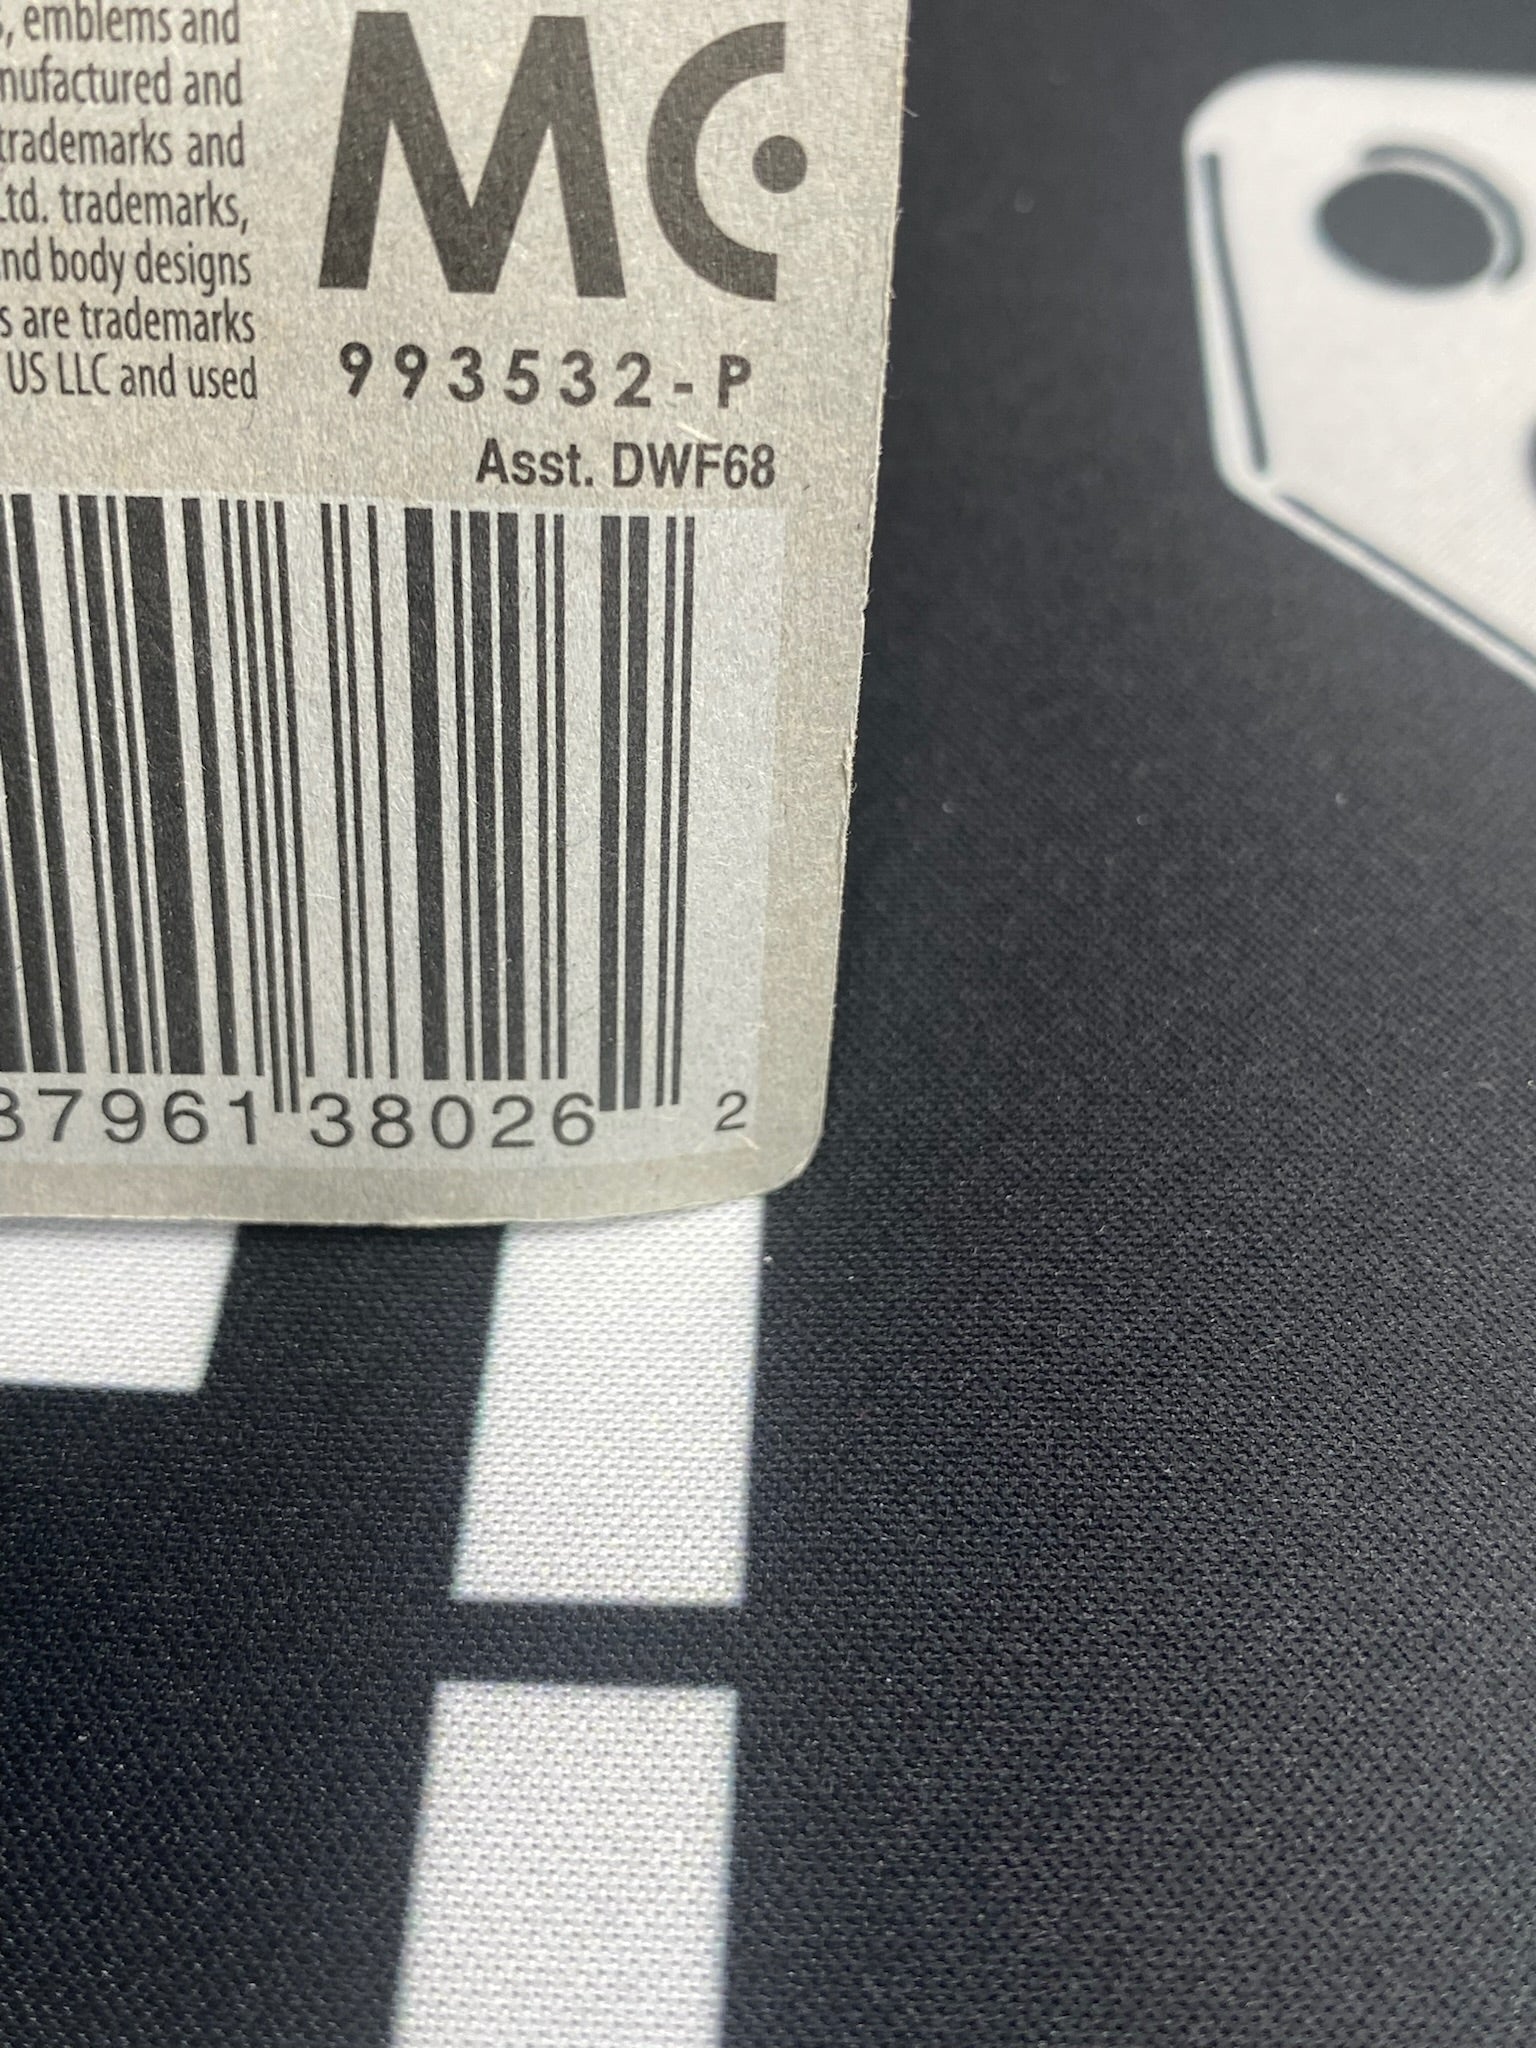 , emblems and
nufactured and
trademarks and
Ltd. trademarks,
nd body designs
s are trademarks
US LLC and used
MC
993532-P
Asst. DWF68
87961 38026 2